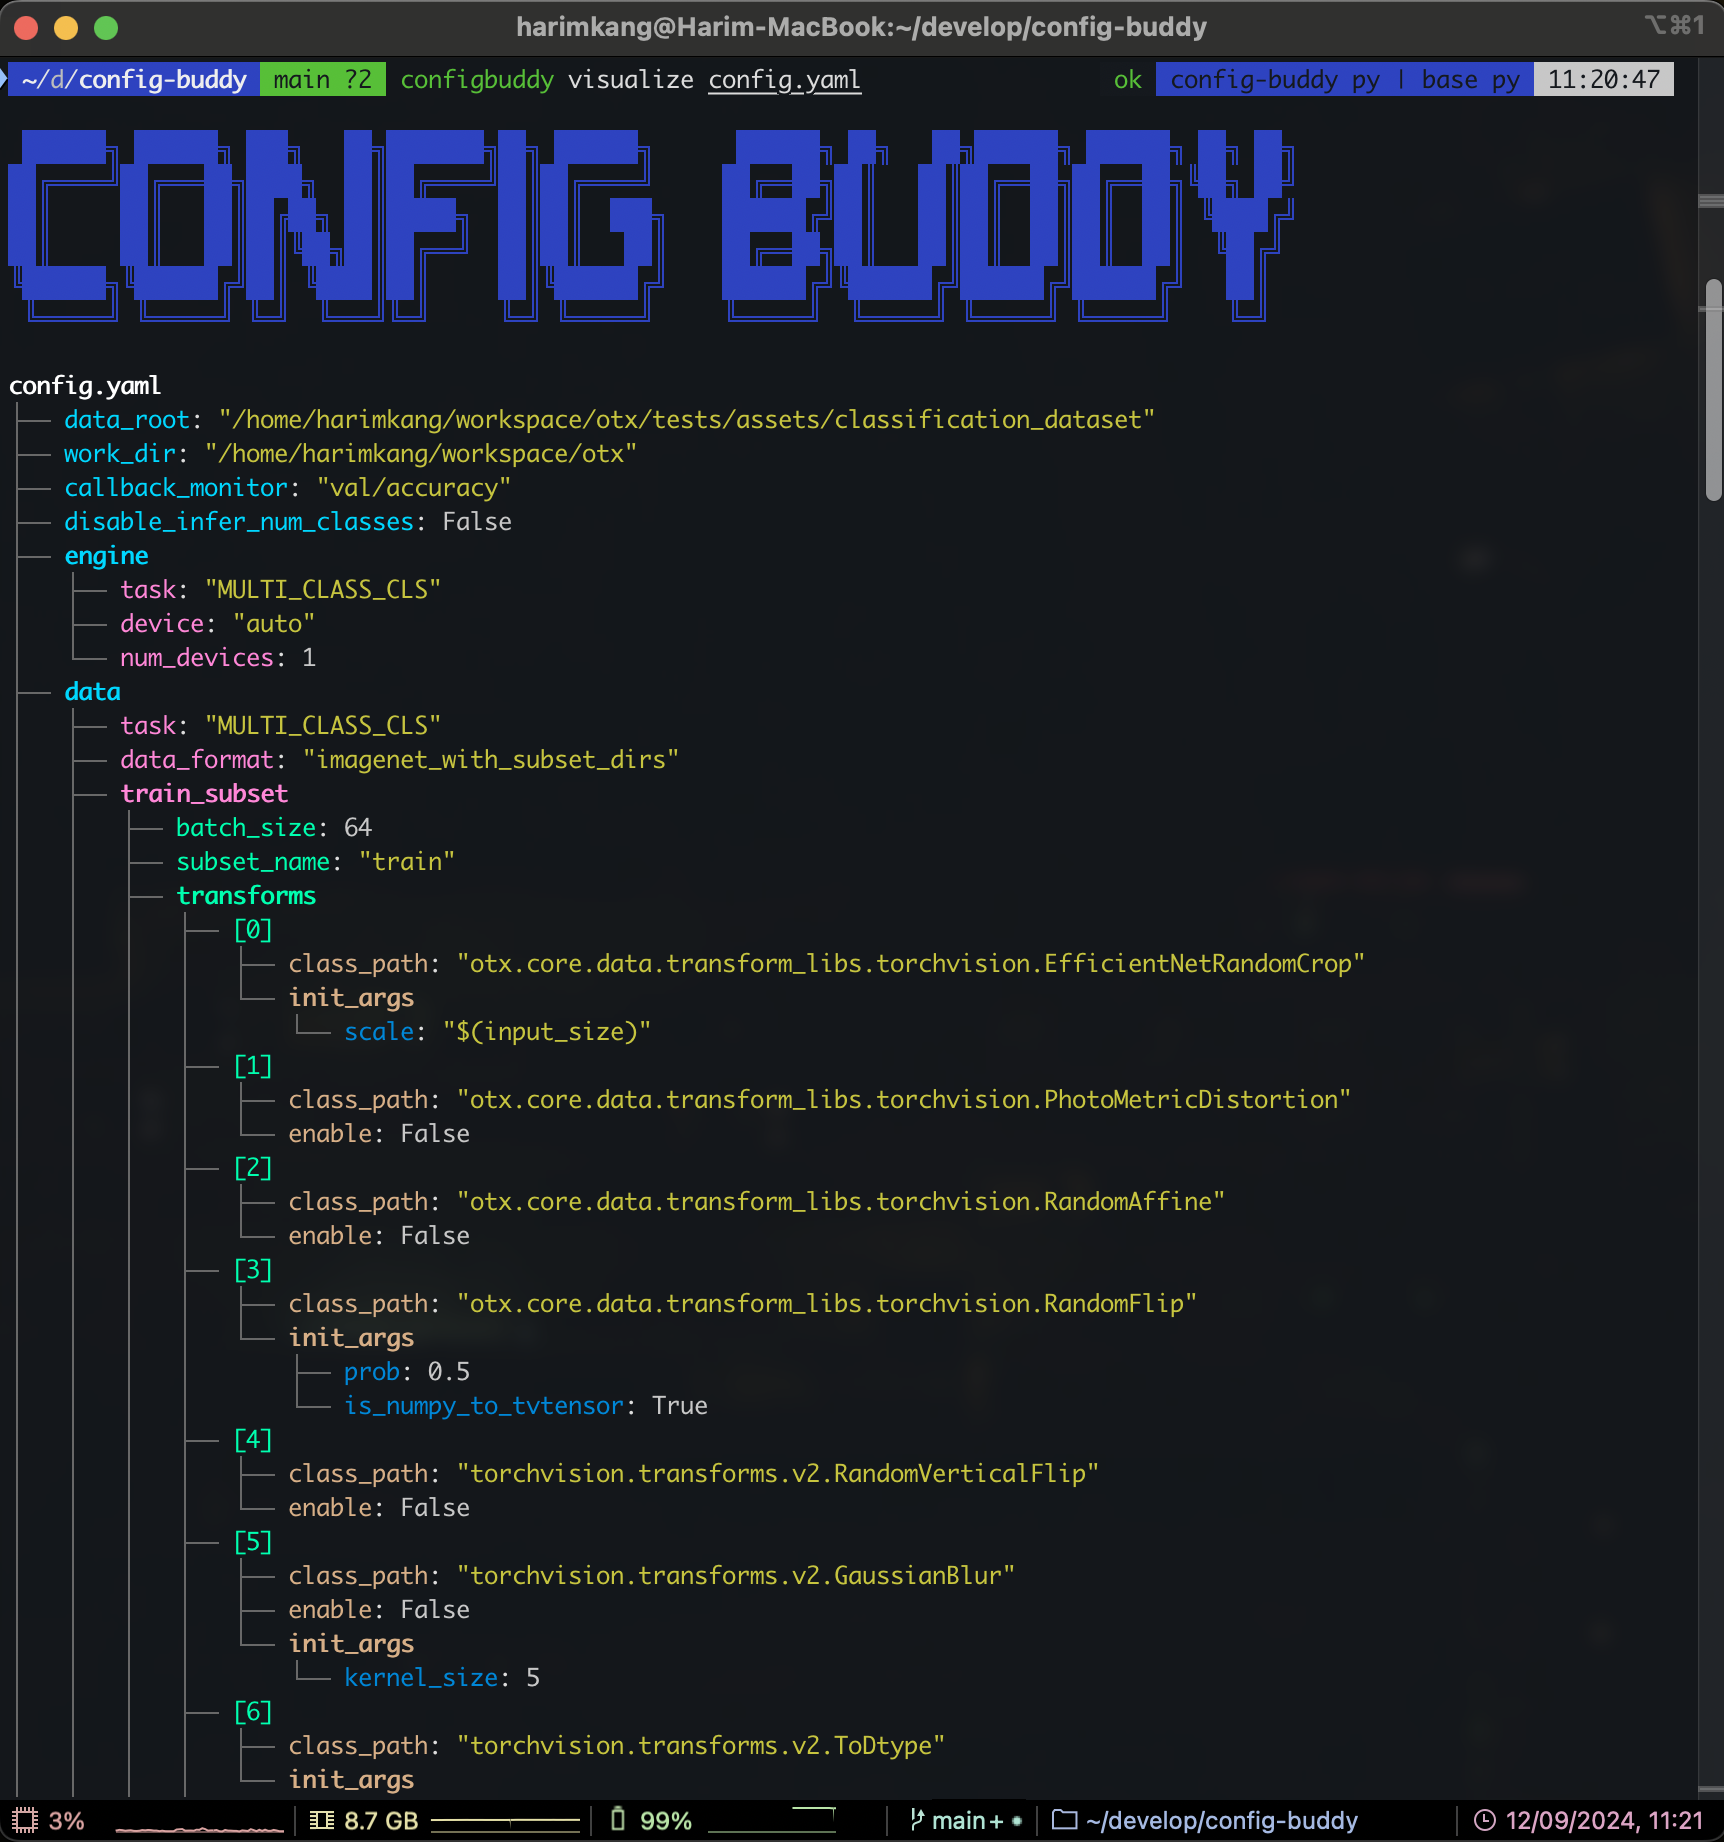 harimkang@Harim-MacBook:~/develop/config-buddy ⌥⌘1
~/d/config-buddy main ?2 configbuddy visualize config.yaml ok config-buddy py | base py 11:20:47
CONFIG BUDDY
config.yaml
├── data_root: "/home/harimkang/workspace/otx/tests/assets/classification_dataset"
├── work_dir: "/home/harimkang/workspace/otx"
├── callback_monitor: "val/accuracy"
├── disable_infer_num_classes: False
├── engine
│   ├── task: "MULTI_CLASS_CLS"
│   ├── device: "auto"
│   └── num_devices: 1
├── data
│   ├── task: "MULTI_CLASS_CLS"
│   ├── data_format: "imagenet_with_subset_dirs"
│   ├── train_subset
│   │   ├── batch_size: 64
│   │   ├── subset_name: "train"
│   │   ├── transforms
│   │   │   ├── [0]
│   │   │   │   ├── class_path: "otx.core.data.transform_libs.torchvision.EfficientNetRandomCrop"
│   │   │   │   └── init_args
│   │   │   │       └── scale: "$(input_size)"
│   │   │   ├── [1]
│   │   │   │   ├── class_path: "otx.core.data.transform_libs.torchvision.PhotoMetricDistortion"
│   │   │   │   └── enable: False
│   │   │   ├── [2]
│   │   │   │   ├── class_path: "otx.core.data.transform_libs.torchvision.RandomAffine"
│   │   │   │   └── enable: False
│   │   │   ├── [3]
│   │   │   │   ├── class_path: "otx.core.data.transform_libs.torchvision.RandomFlip"
│   │   │   │   └── init_args
│   │   │   │       ├── prob: 0.5
│   │   │   │       └── is_numpy_to_tvtensor: True
│   │   │   ├── [4]
│   │   │   │   ├── class_path: "torchvision.transforms.v2.RandomVerticalFlip"
│   │   │   │   └── enable: False
│   │   │   ├── [5]
│   │   │   │   ├── class_path: "torchvision.transforms.v2.GaussianBlur"
│   │   │   │   ├── enable: False
│   │   │   │   └── init_args
│   │   │   │       └── kernel_size: 5
│   │   │   ├── [6]
│   │   │   │   ├── class_path: "torchvision.transforms.v2.ToDtype"
│   │   │   │   └── init_args
3% 8.7 GB 99% main+ ● ~/develop/config-buddy 12/09/2024, 11:21